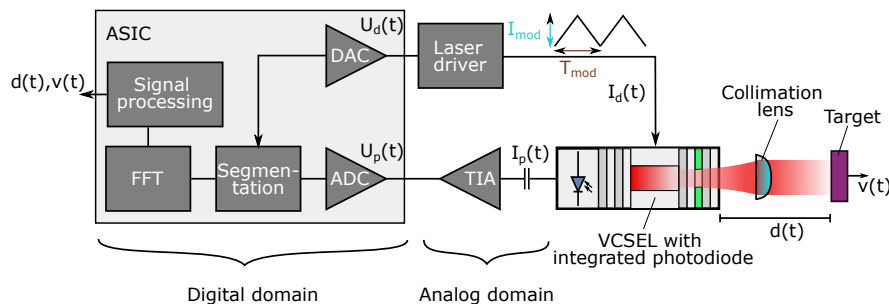 ASIC
U_d(t)
DAC
Laser
driver
I_mod
T_mod
I_d(t)
d(t),v(t)
Signal
processing
Collimation
lens
Target
FFT
Segmen-
tation
U_p(t)
ADC
TIA
I_p(t)
v(t)
d(t)
VCSEL with
integrated photodiode
Digital domain
Analog domain